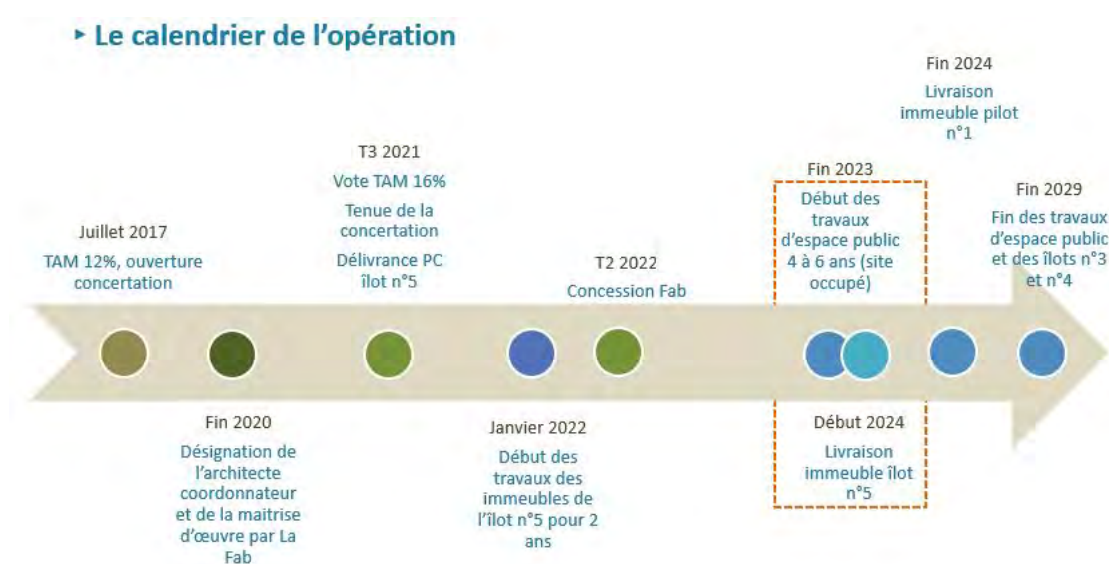 ▸ Le calendrier de l’opération
Juillet 2017
TAM 12%, ouverture
concertation
Fin 2020
Désignation de
l’architecte
coordonnateur
et de la maitrise
d’œuvre par La
Fab
T3 2021
Vote TAM 16%
Tenue de la
concertation
Délivrance PC
îlot n°5
Janvier 2022
Début des
travaux des
immeubles de
l’îlot n°5 pour 2
ans
T2 2022
Concession Fab
Fin 2023
Début des
travaux
d’espace public
4 à 6 ans (site
occupé)
Début 2024
Livraison
immeuble îlot
n°5
Fin 2024
Livraison
immeuble pilot
n°1
Fin 2029
Fin des travaux
d’espace public
et des îlots n°3
et n°4